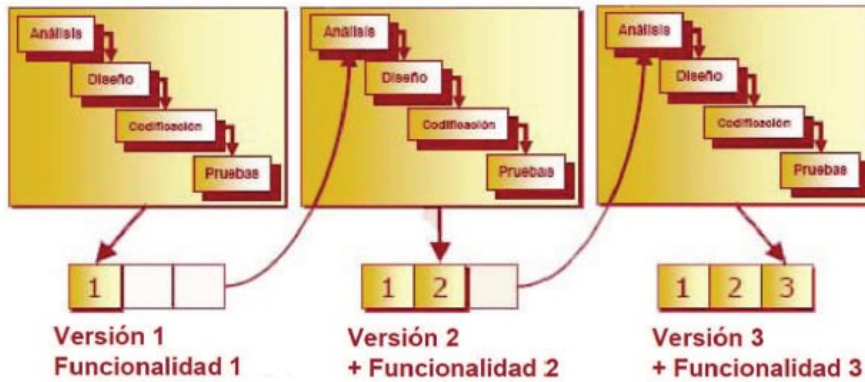 Análisis
Diseño
Codificación
Pruebas
Análisis
Diseño
Codificación
Pruebas
Análisis
Diseño
Codificación
Pruebas
1
1 2
1 2 3
Versión 1
Funcionalidad 1
Versión 2
+ Funcionalidad 2
Versión 3
+ Funcionalidad 3